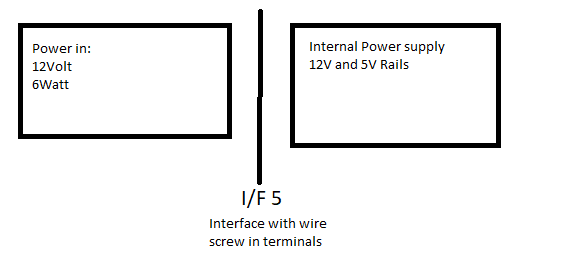 Power in:
12Volt
6Watt
Internal Power supply
12V and 5V Rails
I/F 5
Interface with wire
screw in terminals